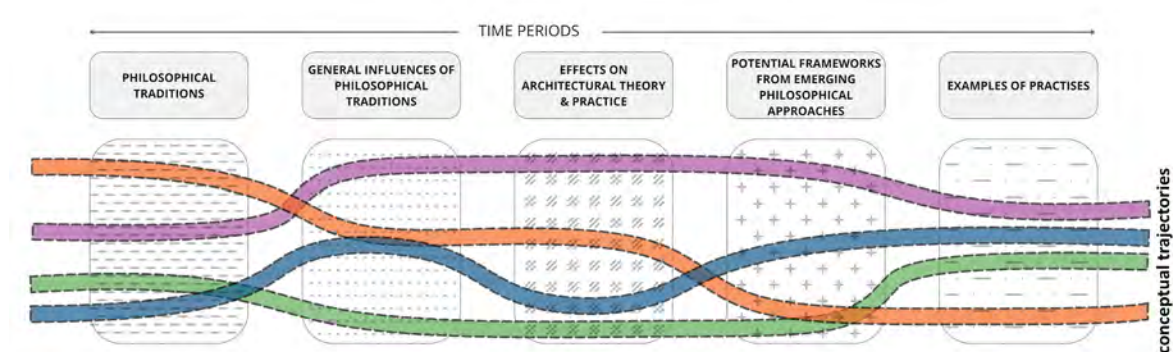 TIME PERIODS
PHILOSOPHICAL
TRADITIONS
GENERAL INFLUENCES OF
PHILOSOPHICAL
TRADITIONS
EFFECTS ON
ARCHITECTURAL THEORY
& PRACTICE
POTENTIAL FRAMEWORKS
FROM EMERGING
PHILOSOPHICAL
APPROACHES
EXAMPLES OF PRACTISES
conceptual trajectories